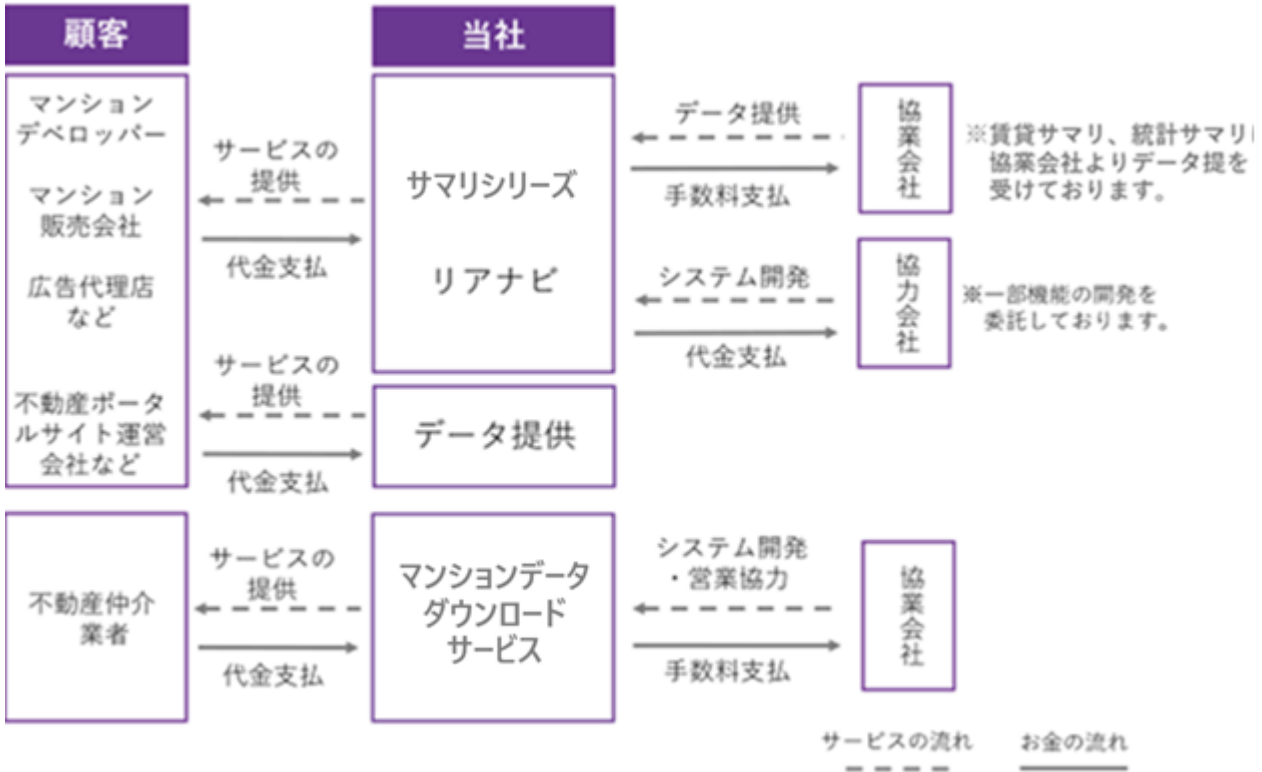 顧客
当社
マンション
デベロッパー
マンション
販売会社
広告代理店
など
不動産ポータ
ルサイト運営
会社など
サービスの
提供
代金支払
サービスの
提供
代金支払
サマリシリーズ
リアナビ
データ提供
データ提供
手数料支払
協業会社
※賃貸サマリ、統計サマリ
協業会社よりデータ提を
受けております。
システム開発
代金支払
協力会社
※一部機能の開発を
委託しております。
不動産仲介
業者
サービスの
提供
代金支払
マンションデータ
ダウンロード
サービス
システム開発
・営業協力
手数料支払
協業会社
サービスの流れ
お金の流れ